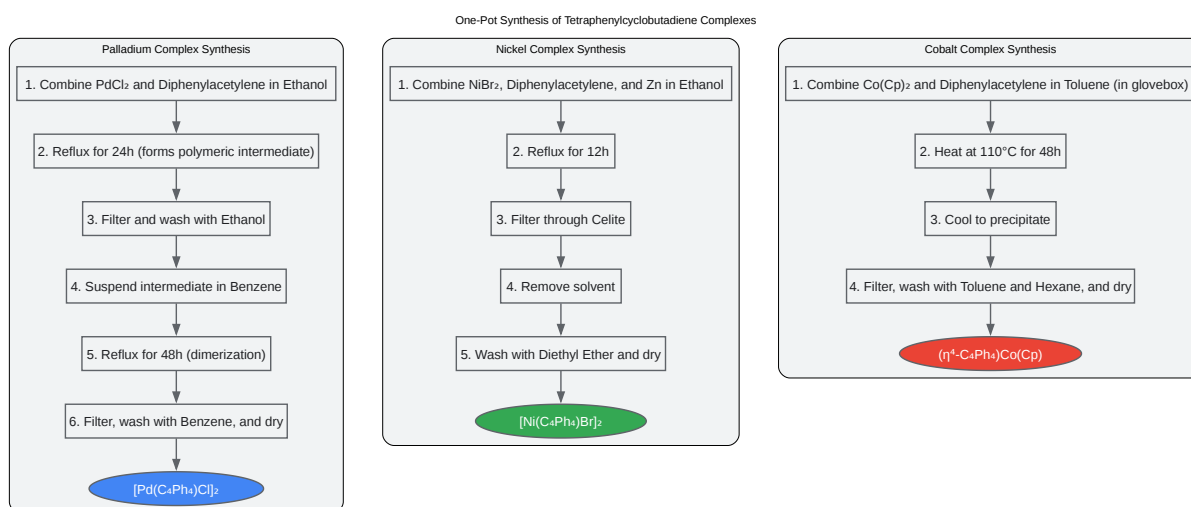 One-Pot Synthesis of Tetraphenylcyclobutadiene Complexes
Palladium Complex Synthesis
1. Combine PdCl₂ and Diphenylacetylene in Ethanol
2. Reflux for 24h (forms polymeric intermediate)
3. Filter and wash with Ethanol
4. Suspend intermediate in Benzene
5. Reflux for 48h (dimerization)
6. Filter, wash with Benzene, and dry
[Pd(C₄Ph₄)Cl]₂
Nickel Complex Synthesis
1. Combine NiBr₂, Diphenylacetylene, and Zn in Ethanol
2. Reflux for 12h
3. Filter through Celite
4. Remove solvent
5. Wash with Diethyl Ether and dry
[Ni(C₄Ph₄)Br]₂
Cobalt Complex Synthesis
1. Combine Co(Cp)₂ and Diphenylacetylene in Toluene (in glovebox)
2. Heat at 110°C for 48h
3. Cool to precipitate
4. Filter, wash with Toluene and Hexane, and dry
(η⁴-C₄Ph₄)Co(Cp)